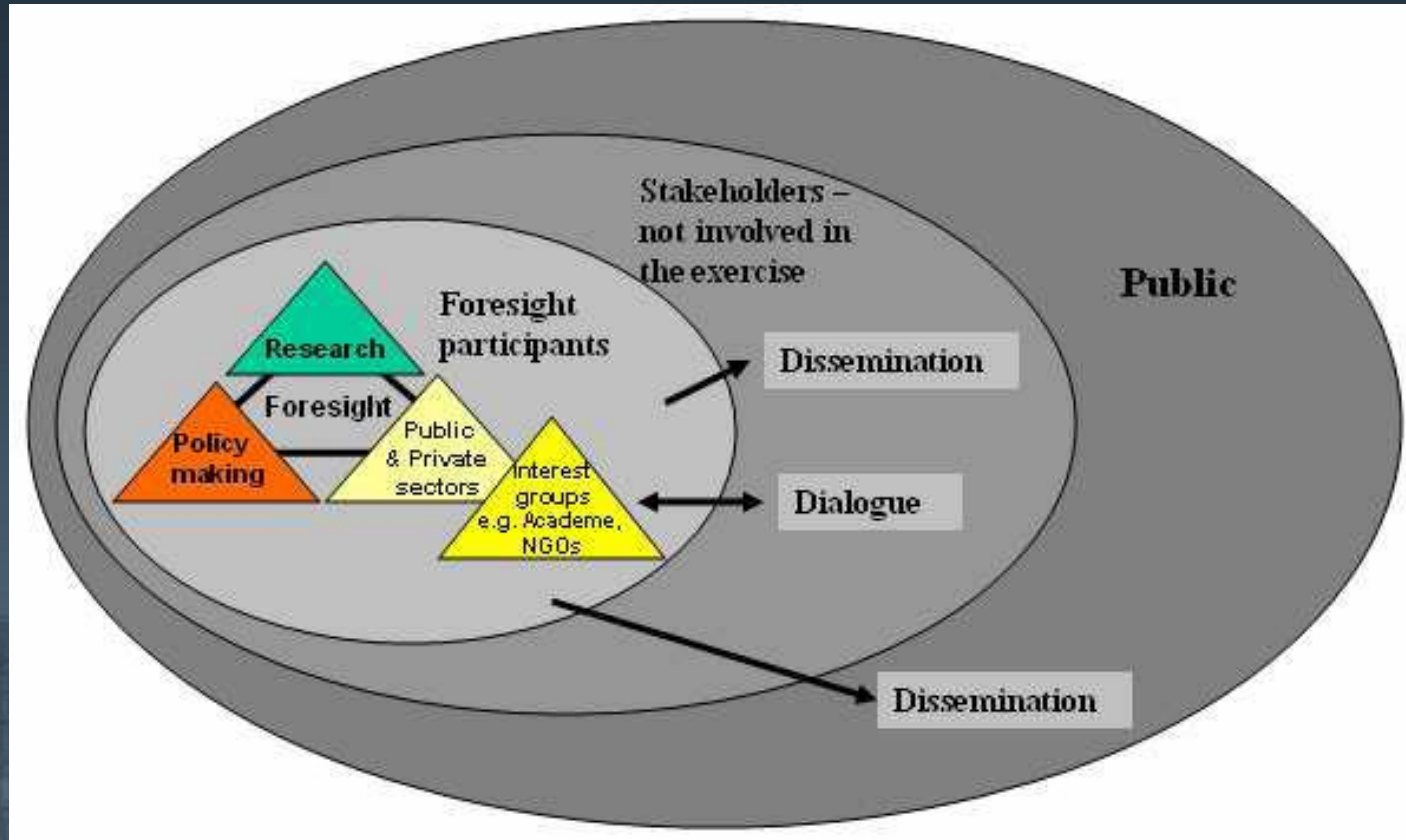 Stakeholders –
not involved in
the exercise
Public
Foresight
participants
Research
Foresight
Policy
making
Public
& Private
sectors
Interest
groups
e.g. Academe,
NGOs
Dissemination
Dialogue
Dissemination